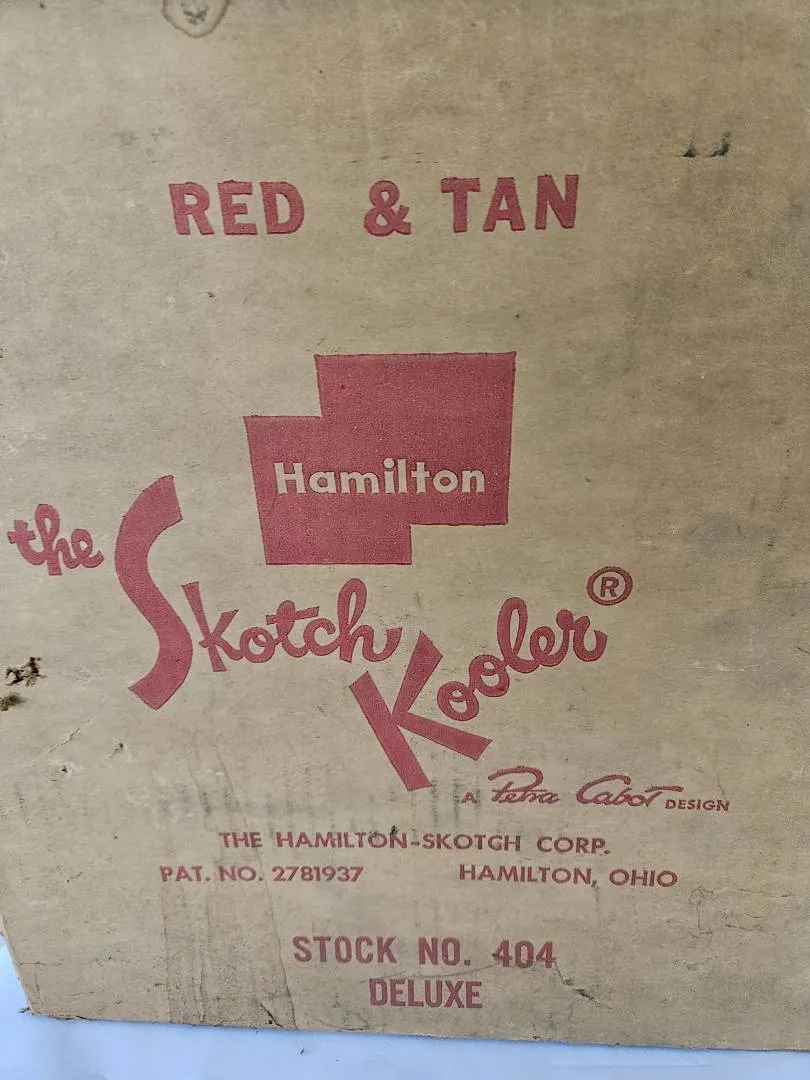 RED & TAN
Hamilton
the Skotch Kooler®
A Petra Cabot DESIGN
THE HAMILTON-SKOTCH CORP.
PAT. NO. 2781937 HAMILTON, OHIO
STOCK NO. 404
DELUXE